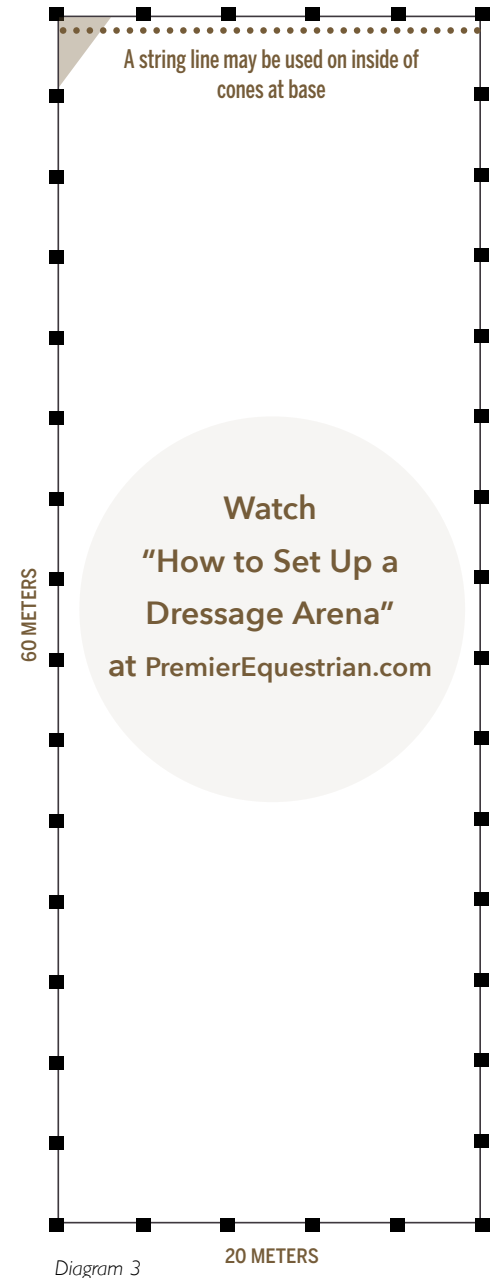 A string line may be used on inside of
cones at base
Watch
“How to Set Up a
Dressage Arena”
at PremierEquestrian.com
60 METERS
20 METERS
Diagram 3